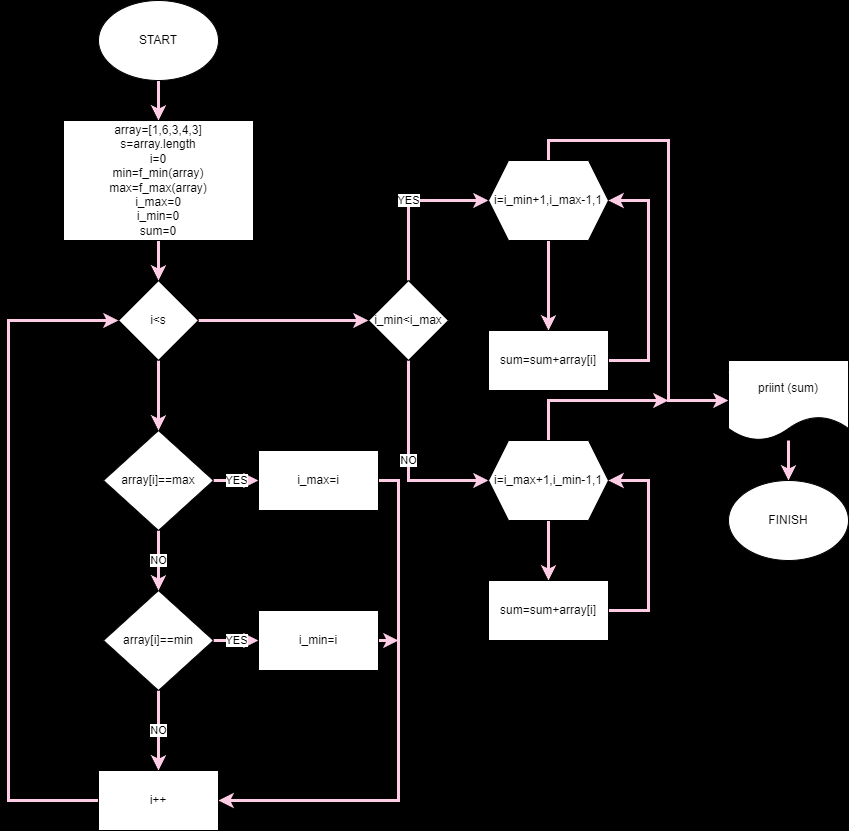 START
array=[1,6,3,4,3]
s=array.length
i=0
min=f_min(array)
max=f_max(array)
i_max=0
i_min=0
sum=0
i<s
i_min<i_max
YES
i=i_min+1,i_max-1,1
sum=sum+array[i]
NO
i=i_max+1,i_min-1,1
sum=sum+array[i]
priint (sum)
FINISH
array[i]==max
YES
i_max=i
NO
array[i]==min
YES
i_min=i
NO
i++